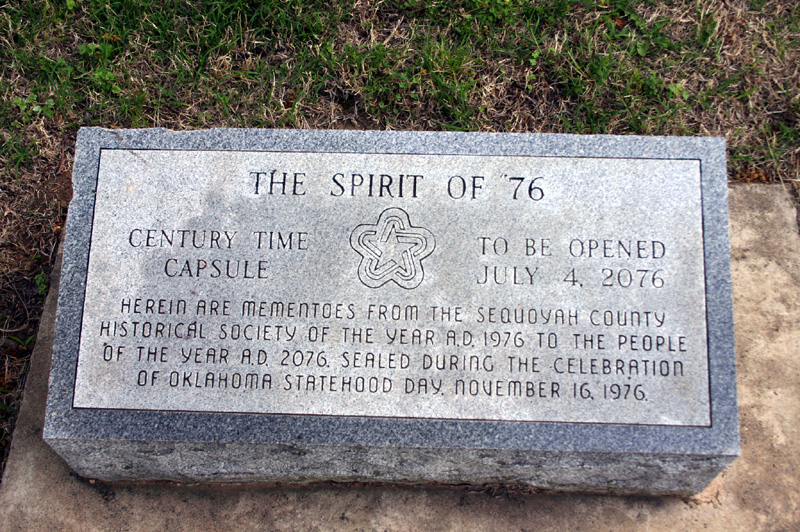 THE SPIRIT OF '76
CENTURY TIME
CAPSULE
TO BE OPENED
JULY 4, 2076
HEREIN ARE MEMENTOES FROM THE SEQUOYAH COUNTY
HISTORICAL SOCIETY OF THE YEAR A.D. 1976 TO THE PEOPLE
OF THE YEAR A.D. 2076. SEALED DURING THE CELEBRATION
OF OKLAHOMA STATEHOOD DAY, NOVEMBER 16, 1976.